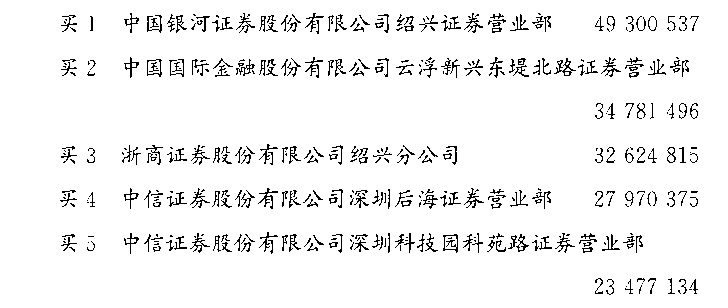 买1 中国银河证券股份有限公司绍兴证券营业部 49 300 537
买2 中国国际金融股份有限公司云浮新兴东堤北路证券营业部
34 781 496
买3 浙商证券股份有限公司绍兴分公司 32 624 815
买4 中信证券股份有限公司深圳后海证券营业部 27 970 375
买5 中信证券股份有限公司深圳科技园科苑路证券营业部
23 477 134